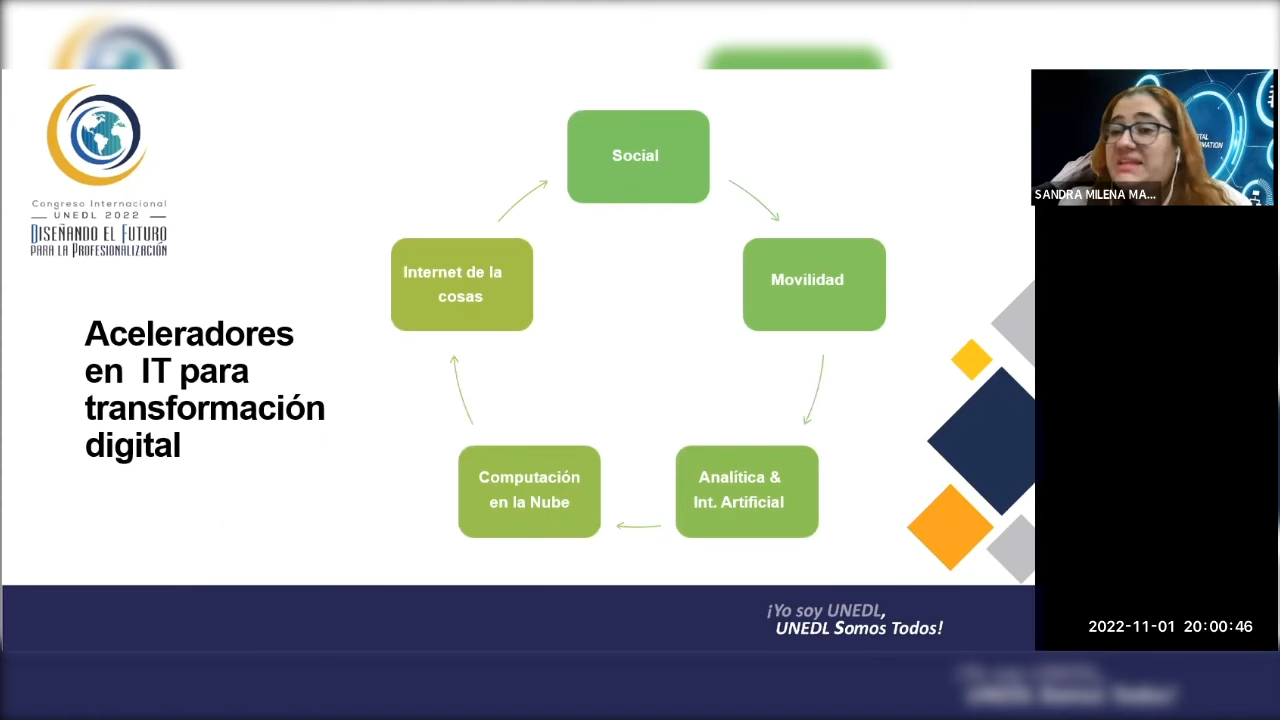 Congreso Internacional
UNEDL 2022
DISEÑANDO EL FUTURO
PARA LA PROFESIONALIZACIÓN
Aceleradores
en IT para
transformación
digital
Social
Movilidad
Analítica &
Int. Artificial
Computación
en la Nube
Internet de la
cosas
¡Yo soy UNEDL,
UNEDL Somos Todos!
SANDRA MILENA MA...
2022-11-01 20:00:46